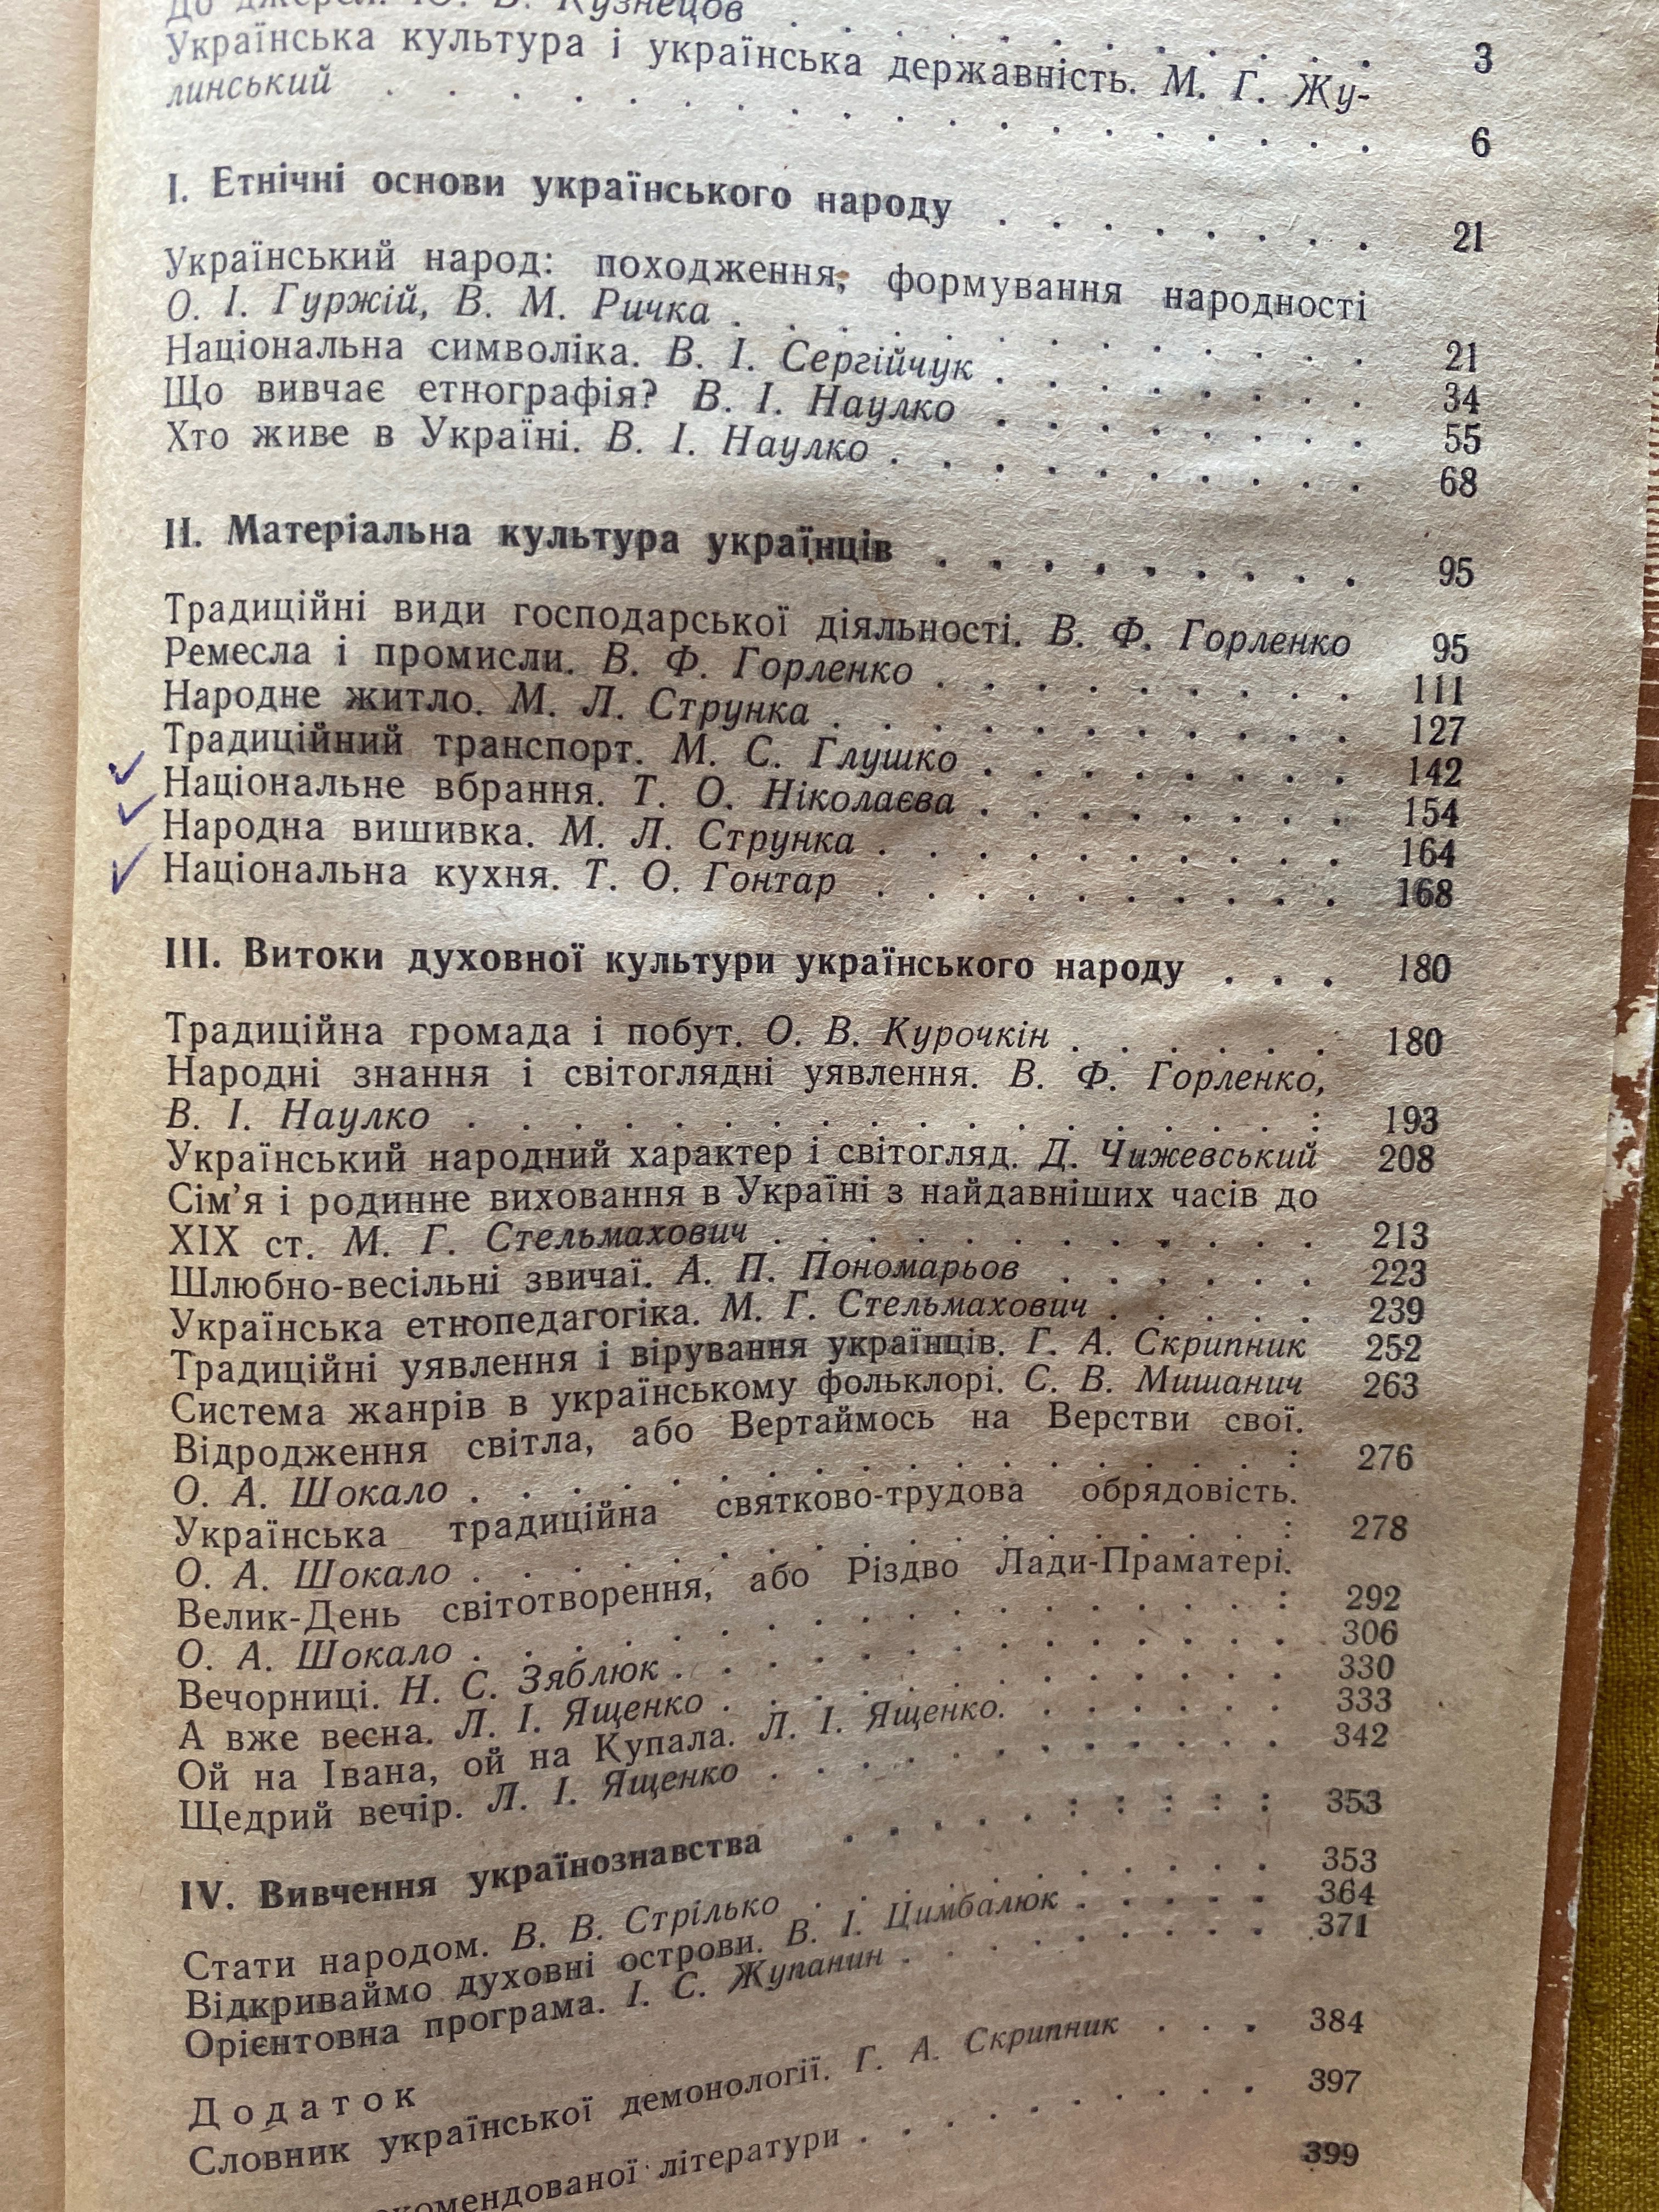 До джерел. Ю. В. Кузнецов . . . . . . . . . . . 3
Українська культура і українська державність. М. Г. Жу-
линський . . . . . . . . . . . . . . . . . 6
I. Етнічні основи українського народу . . . . . . . . 21
Український народ: походження, формування народності
О. І. Гуржій, В. М. Ричка . . . . . . . . . . . . 21
Національна символіка. В. І. Сергійчук . . . . . . . . 34
Що вивчає етнографія? В. І. Наулко . . . . . . . . 55
Хто живе в Україні. В. І. Наулко . . . . . . . . . . 68
II. Матеріальна культура українців . . . . . . . . . 95
Традиційні види господарської діяльності. В. Ф. Горленко 95
Ремесла і промисли. В. Ф. Горленко . . . . . . . . . 111
Народне житло. М. Л. Струнка . . . . . . . . . . . 127
Традиційний транспорт. М. С. Глушко . . . . . . . . 142
Національне вбрання. Т. О. Ніколаєва . . . . . . . . 154
Народна вишивка. М. Л. Струнка . . . . . . . . . . 164
Національна кухня. Т. О. Гонтар . . . . . . . . . . 168
III. Витоки духовної культури українського народу . . . 180
Традиційна громада і побут. О. В. Курочкін . . . . . . 180
Народні знання і світоглядні уявлення. В. Ф. Горленко,
В. І. Наулко . . . . . . . . . . . . . . . . . 193
Український народний характер і світогляд. Д. Чижевський 208
Сім’я і родинне виховання в Україні з найдавніших часів до
XIX ст. М. Г. Стельмахович . . . . . . . . . . . . 213
Шлюбно-весільні звичаї. А. П. Пономарьов . . . . . . 223
Українська етнопедагогіка. М. Г. Стельмахович . . . . . 239
Традиційні уявлення і вірування українців. Г. А. Скрипник 252
Система жанрів в українському фольклорі. С. В. Мишанич 263
Відродження світла, або Вертаймось на Верстви свої.
О. А. Шокало . . . . . . . . . . . . . . . . . 276
Українська традиційна святково-трудова обрядовість.
О. А. Шокало . . . . . . . . . . . . . . . . . 278
Велик-День світотворення, або Різдво Лади-Праматері.
О. А. Шокало . . . . . . . . . . . . . . . . . 292
Вечорниці. Н. С. Зяблюк . . . . . . . . . . . . . 306
А вже весна. Л. І. Ященко . . . . . . . . . . . . 330
Ой на Івана, ой на Купала. Л. І. Ященко. . . . . . . 333
Щедрий вечір. Л. І. Ященко . . . . . . . . . . . 342
IV. Вивчення українознавства . . . . . . . . . . 353
Стати народом. В. В. Стрілько . . . . . . . . . . 353
Відкриваймо духовні острови. В. І. Цимбалюк . . . . . 364
Орієнтовна програма. І. С. Жупанин . . . . . . . . 371
Додаток
Словник української демонології. Г. А. Скрипник . . . 384
літератури . . . . . . . . . 397
399